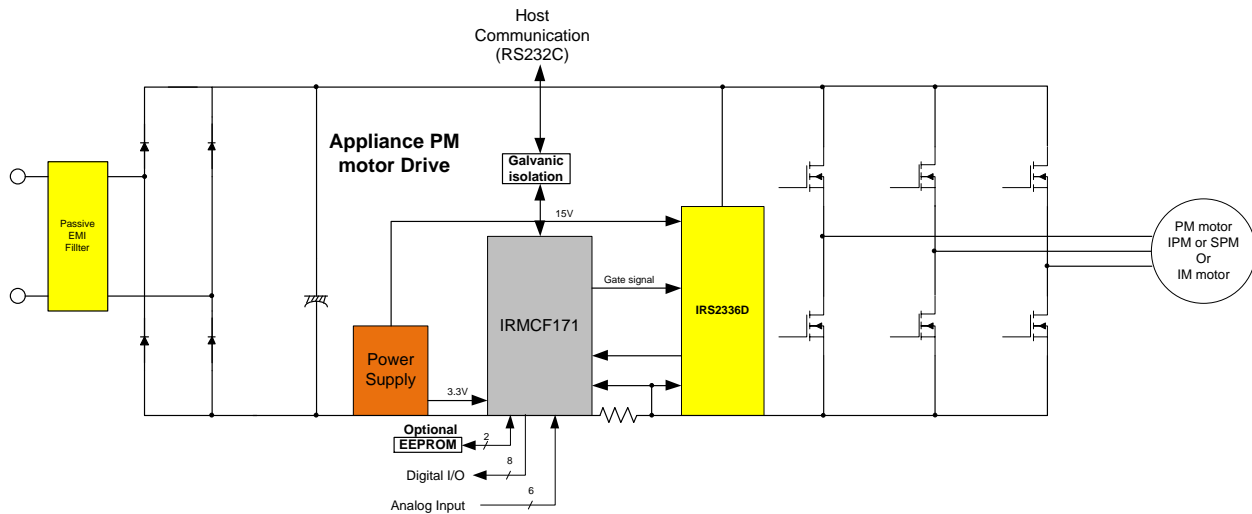 Host
Communication
(RS232C)
Appliance PM
motor Drive
Galvanic
isolation
Passive
EMI
Fillter
15V
PM motor
IPM or SPM
Or
IM motor
Gate signal
IRMCF171
IRS2336D
Power
Supply
3.3V
Optional
EEPROM
2
Digital I/O
8
Analog Input
6